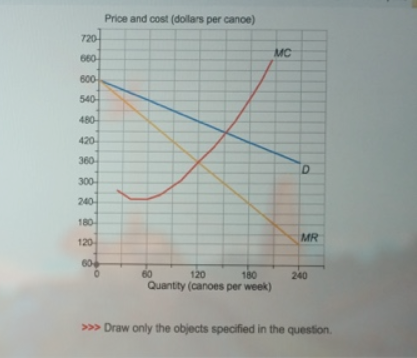 Price and cost (dollars per canoe)
720
660
600
540
480
420
360
300
240
180
120
60
MC
D
MR
0 60 120 180 240
Quantity (canoes per week)
>>> Draw only the objects specified in the question.